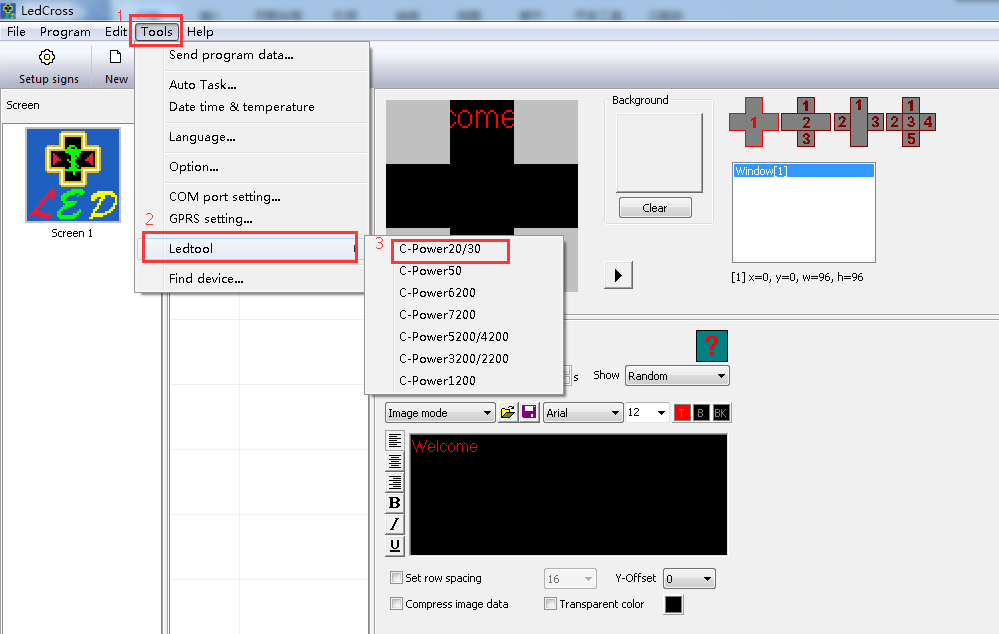 LedCross
1
File Program Edit Tools Help
Setup signs
New
Screen
LED
Screen 1
Send program data...
Auto Task...
Date time & temperature
Language...
Option...
COM port setting...
2
GPRS setting...
Ledtool
Find device...
3
C-Power20/30
C-Power50
C-Power6200
C-Power7200
C-Power5200/4200
C-Power3200/2200
C-Power1200
come
Background
Clear
1
1
2
3
1
2 3
1
2 3 4
5
Window[1]
[1] x=0, y=0, w=96, h=96
?
s Show Random
Image mode Arial 12 T B BK
Welcome
B
I
U
Set row spacing 16 Y-Offset 0
Compress image data Transparent color